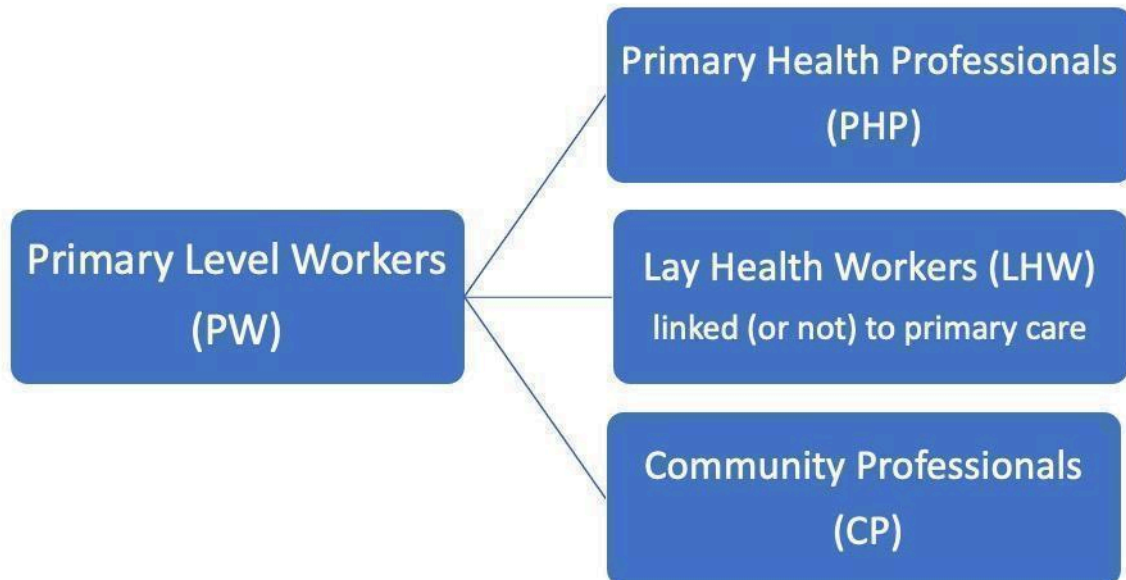 Primary Level Workers
(PW)
Primary Health Professionals
(PHP)
Lay Health Workers (LHW)
linked (or not) to primary care
Community Professionals
(CP)